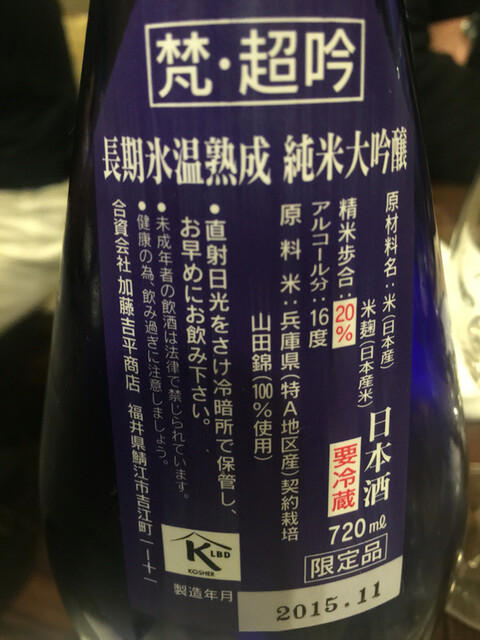 梵・超吟
長期氷温熟成 純米大吟醸
原材料名：米（日本産）
米麹（日本産米）
日本酒
精米歩合：20%
要冷蔵
アルコール分：16度
720ml
原料米：兵庫県（特A地区産）契約栽培
山田錦（100%使用）
限定品
●直射日光をさけ冷暗所で保管し、
お早めにお飲み下さい。
●未成年者の飲酒は法律で禁じられています。
●健康の為、飲み過ぎに注意しましょう。
合資会社 加藤吉平商店 福井県鯖江市吉江町一ー十一
K LBD
KOSHER
製造年月
2015.11